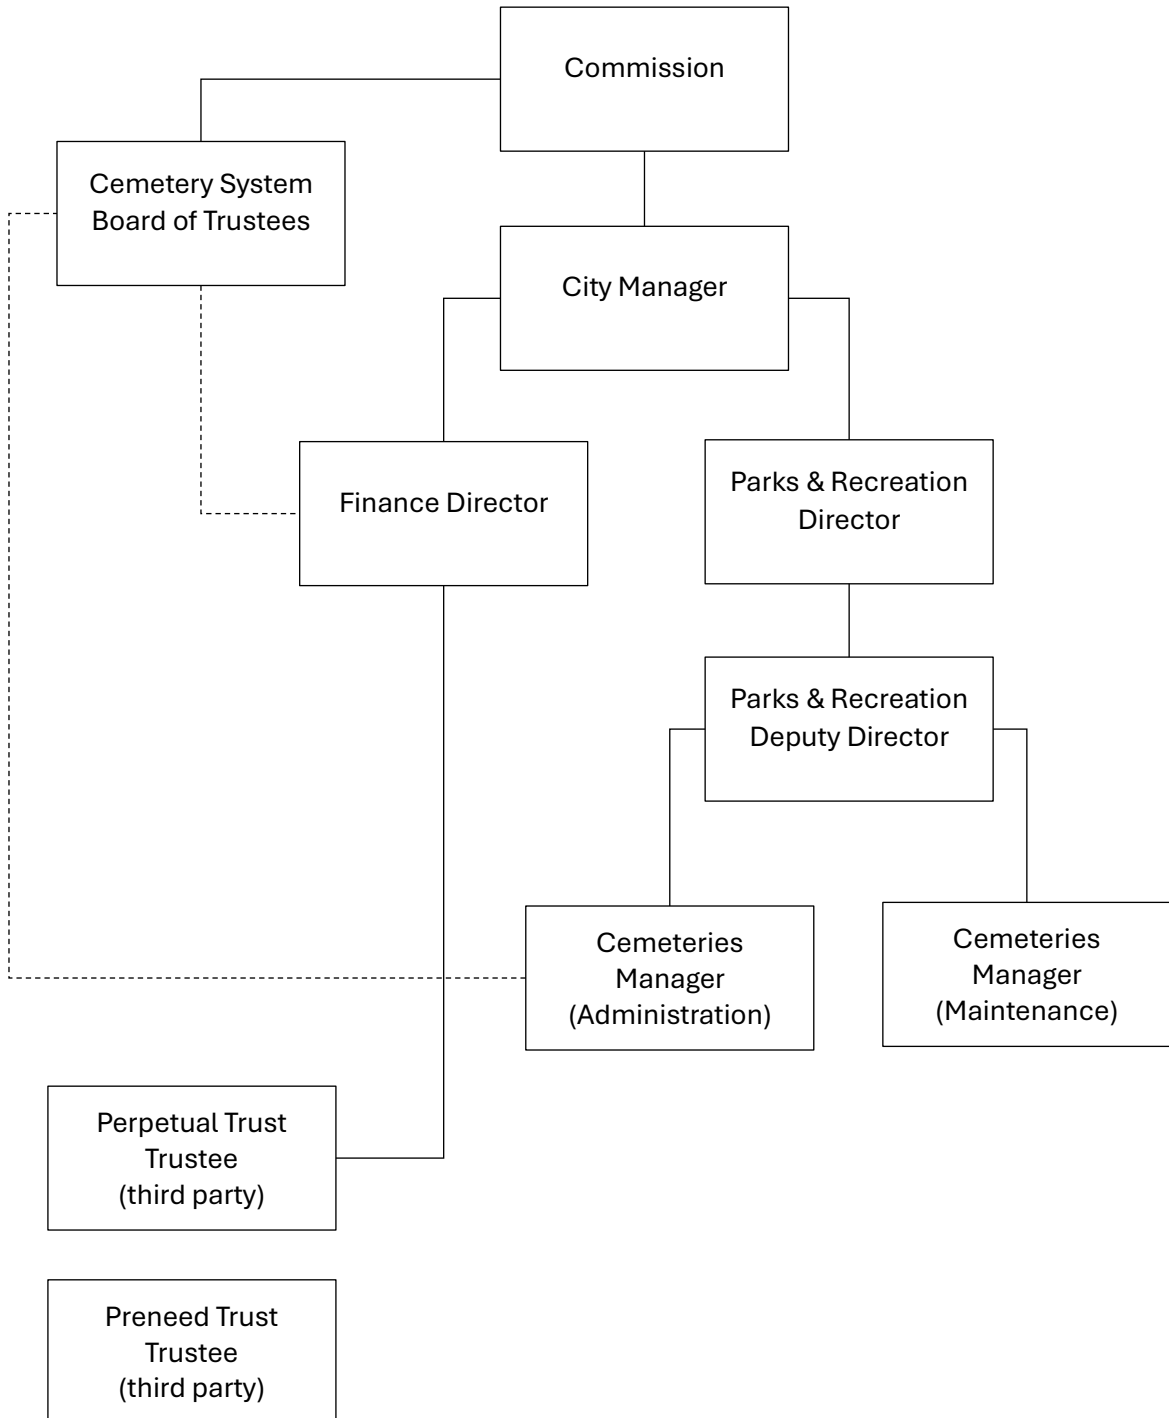 Commission
Cemetery System
Board of Trustees
City Manager
Finance Director
Parks & Recreation
Director
Parks & Recreation
Deputy Director
Cemeteries
Manager
(Administration)
Cemeteries
Manager
(Maintenance)
Perpetual Trust
Trustee
(third party)
Preneed Trust
Trustee
(third party)